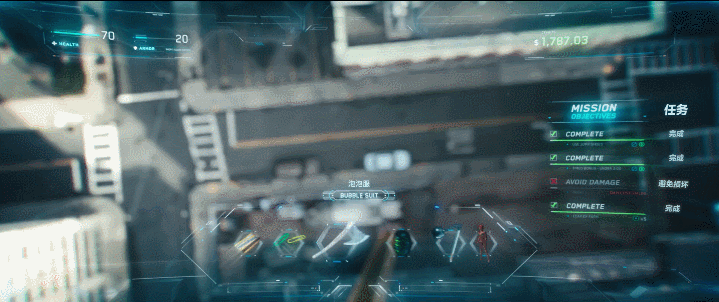 HEALTH 70
ARMOR 20
$1,787.03
MISSION
OBJECTIVES
任务
COMPLETE
完成
COMPLETE
完成
AVOID DAMAGE
避免损坏
COMPLETE
完成
x5
泡泡服
BUBBLE SUIT